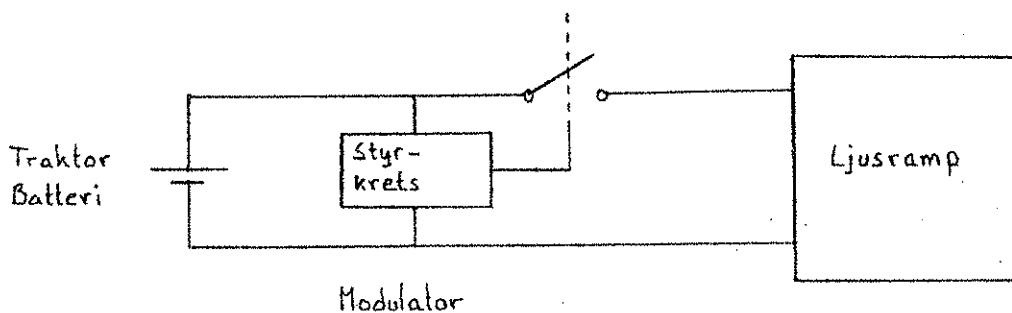 Traktor
Batteri
Styr-
krets
Ljusramp
Modulator